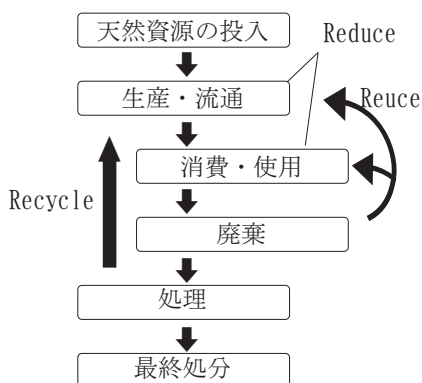 天然資源の投入
Reduce
生産・流通
Reuce
消費・使用
Recycle
廃棄
処理
最終処分